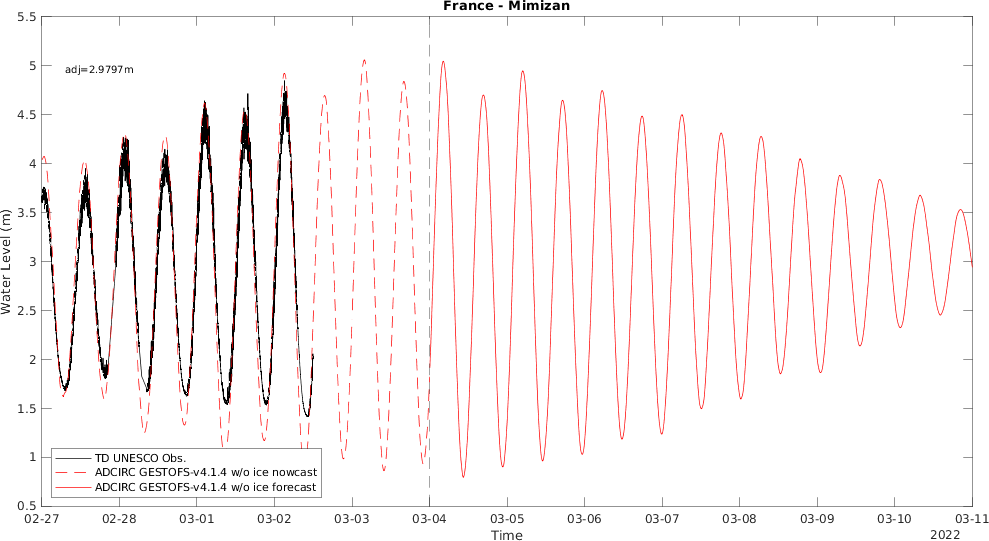 France - Mimizan
5.5
5
4.5
4
3.5
3
2.5
2
1.5
1
0.5
Water Level (m)
adj=2.9797m
TD UNESCO Obs.
ADCIRC GESTOFS-v4.1.4 w/o ice nowcast
ADCIRC GESTOFS-v4.1.4 w/o ice forecast
02-27 02-28 03-01 03-02 03-03 03-04 03-05 03-06 03-07 03-08 03-09 03-10 03-11
Time
2022